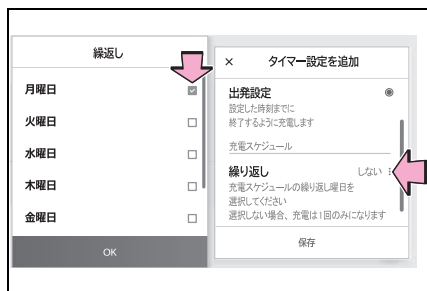 繰返し
月曜日
火曜日
水曜日
木曜日
金曜日
OK
× タイマー設定を追加
出発設定
設定した時刻までに
終了するように充電します
充電スケジュール
繰り返し しない
充電スケジュールの繰り返し曜日を
選択してください
選択しない場合、充電は1回のみになります
保存